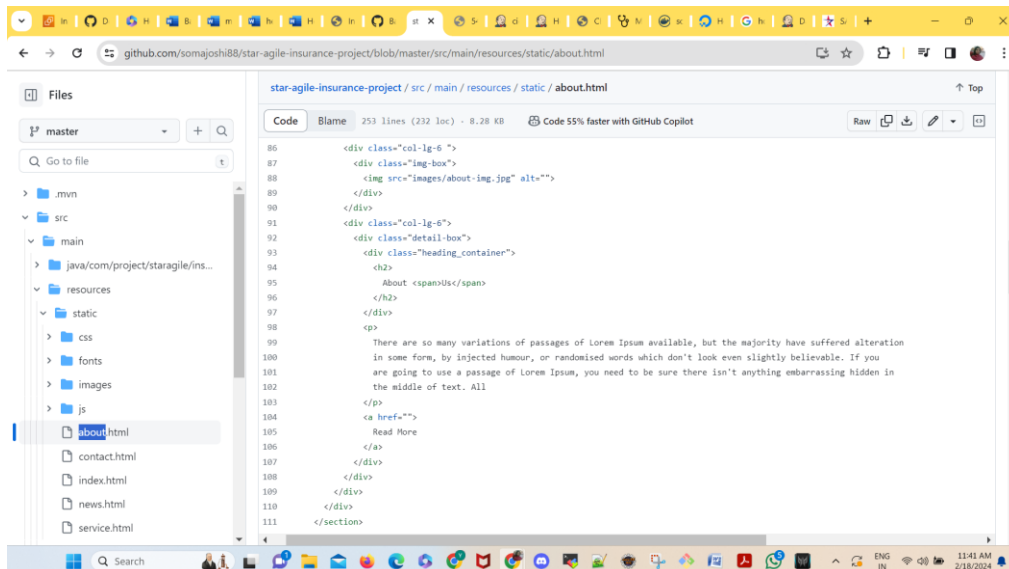 In
D
H
B
m
h
H
In
B
st
5-
ci
H
C
N
sc
H
h
D
S/
github.com/somajoshi88/star-agile-insurance-project/blob/master/src/main/resources/static/about.html
Files
master
Go to file
t
.mvn
src
main
java/com/project/staragile/ins...
resources
static
css
fonts
images
js
about.html
contact.html
index.html
news.html
service.html
star-agile-insurance-project / src / main / resources / static / about.html
Top
Code Blame 253 lines (232 loc) · 8.28 KB Code 55% faster with GitHub Copilot Raw
86 <div class="col-lg-6 ">
87 <div class="img-box">
88 <img src="images/about-img.jpg" alt="">
89 </div>
90 </div>
91 <div class="col-lg-6">
92 <div class="detail-box">
93 <div class="heading_container">
94 <h2>
95 About <span>Us</span>
96 </h2>
97 </div>
98 <p>
99 There are so many variations of passages of Lorem Ipsum available, but the majority have suffered alteration
100 in some form, by injected humour, or randomised words which don't look even slightly believable. If you
101 are going to use a passage of Lorem Ipsum, you need to be sure there isn't anything embarrassing hidden in
102 the middle of text. All
103 </p>
104 <a href="">
105 Read More
106 </a>
107 </div>
108 </div>
109 </div>
110 </div>
111 </section>
Search
ENG
IN
11:41 AM
2/18/2024